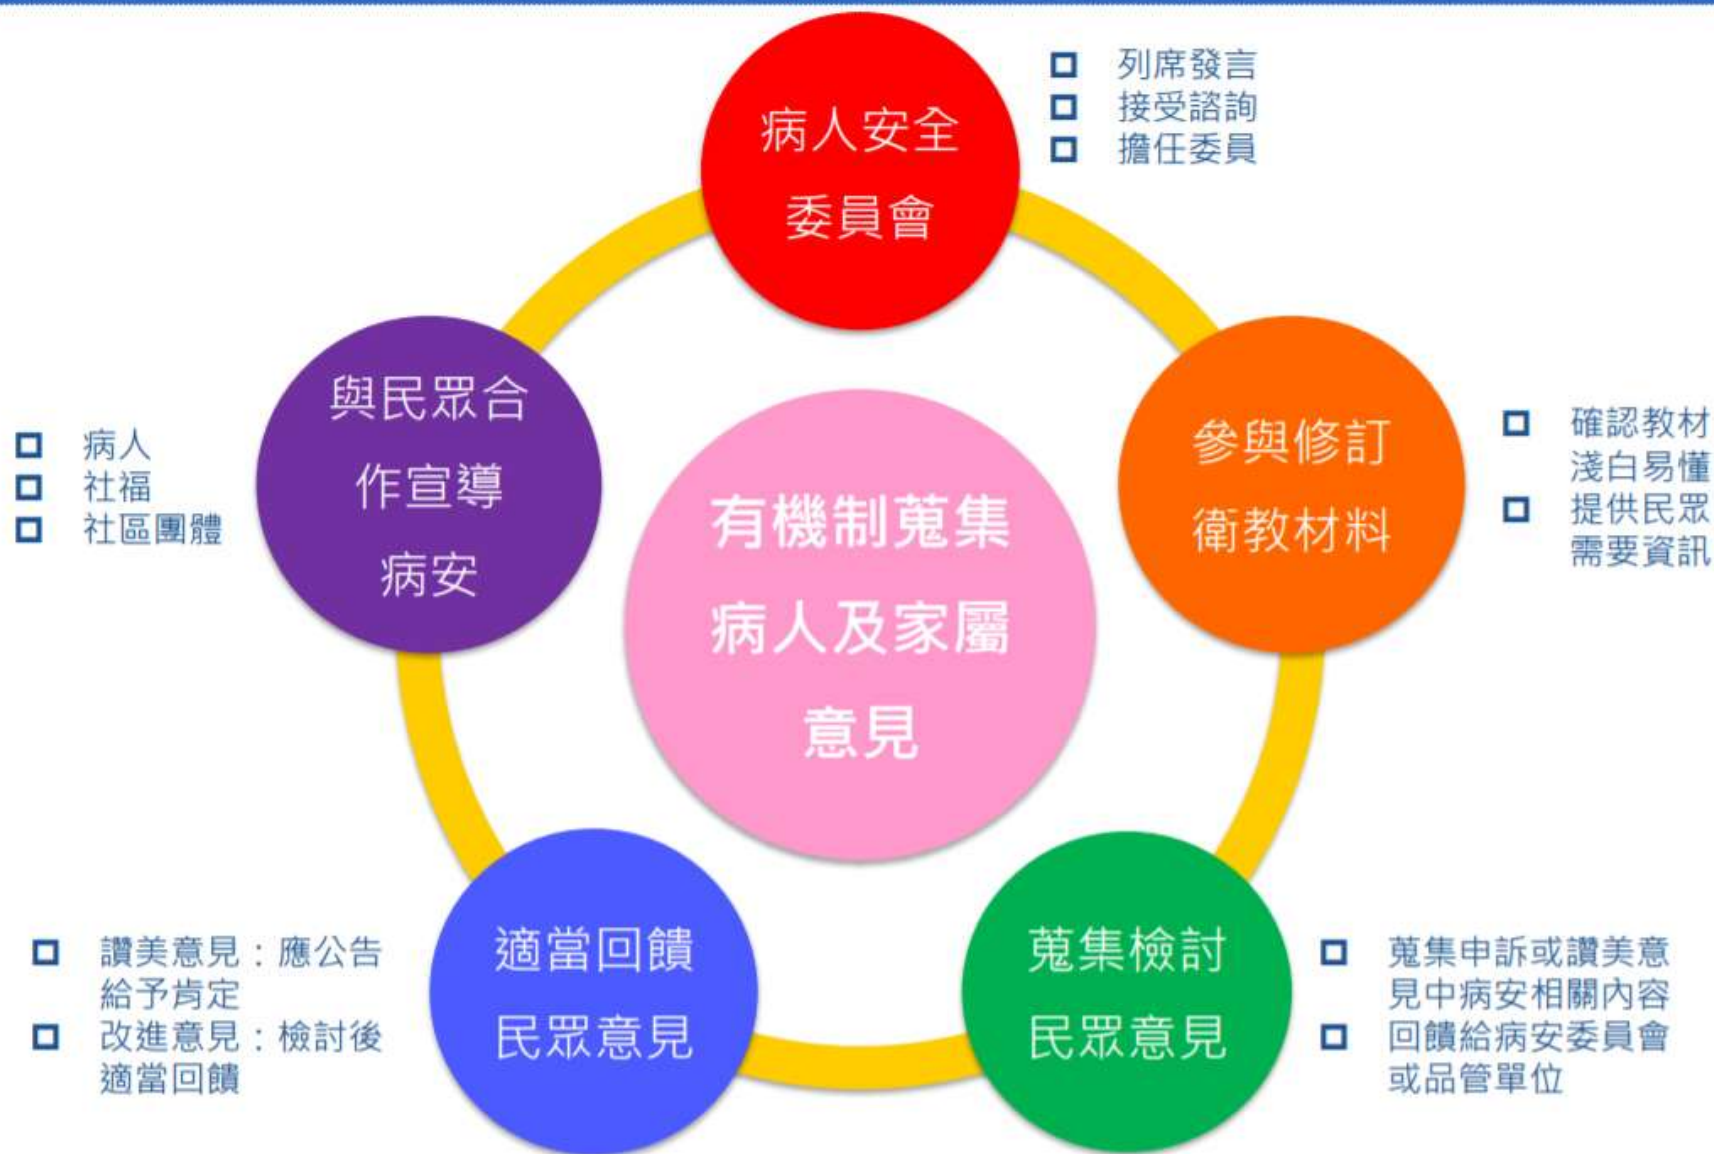 病人安全
委員會
列席發言
接受諮詢
擔任委員
參與修訂
衛教材料
確認教材
淺白易懂
提供民眾
需要資訊
蒐集檢討
民眾意見
蒐集申訴或讚美意
見中病安相關內容
回饋給病安委員會
或品管單位
適當回饋
民眾意見
讚美意見：應公告
給予肯定
改進意見：檢討後
適當回饋
與民眾合
作宣導
病安
病人
社福
社區團體
有機制蒐集
病人及家屬
意見